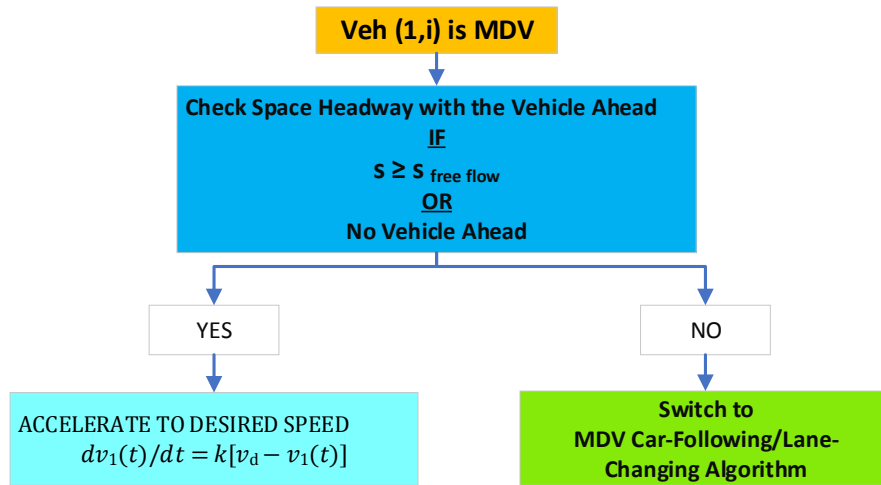 Veh (1,i) is MDV
Check Space Headway with the Vehicle Ahead
IF
s ≥ s free flow
OR
No Vehicle Ahead
YES
NO
ACCELERATE TO DESIRED SPEED
dv₁(t)/dt = k[v_d − v₁(t)]
Switch to
MDV Car-Following/Lane-
Changing Algorithm